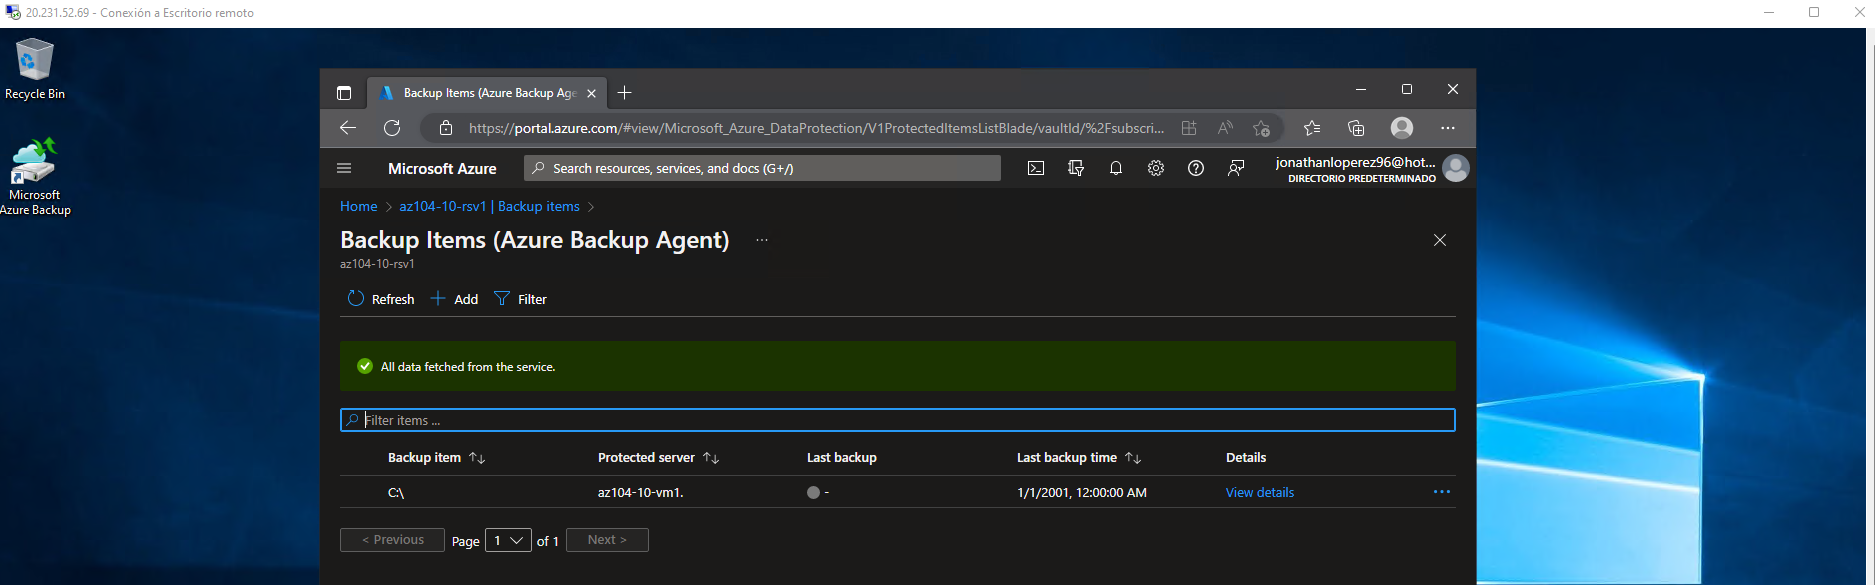 20.231.52.69 - Conexión a Escritorio remoto
Recycle Bin
Microsoft
Azure Backup
Backup Items (Azure Backup Age
https://portal.azure.com/#view/Microsoft_Azure_DataProtection/V1ProtectedItemsListBlade/vaultId/%2Fsubscri...
Microsoft Azure
Search resources, services, and docs (G+/)
jonathanloperez96@hot...
DIRECTORIO PREDETERMINADO
Home > az104-10-rsv1 | Backup items >
Backup Items (Azure Backup Agent) ...
az104-10-rsv1
Refresh + Add Filter
All data fetched from the service.
Filter items ...
Backup item ↑↓ Protected server ↑↓ Last backup Last backup time ↑↓ Details
C:\ az104-10-vm1. - 1/1/2001, 12:00:00 AM View details ...
< Previous Page 1 of 1 Next >